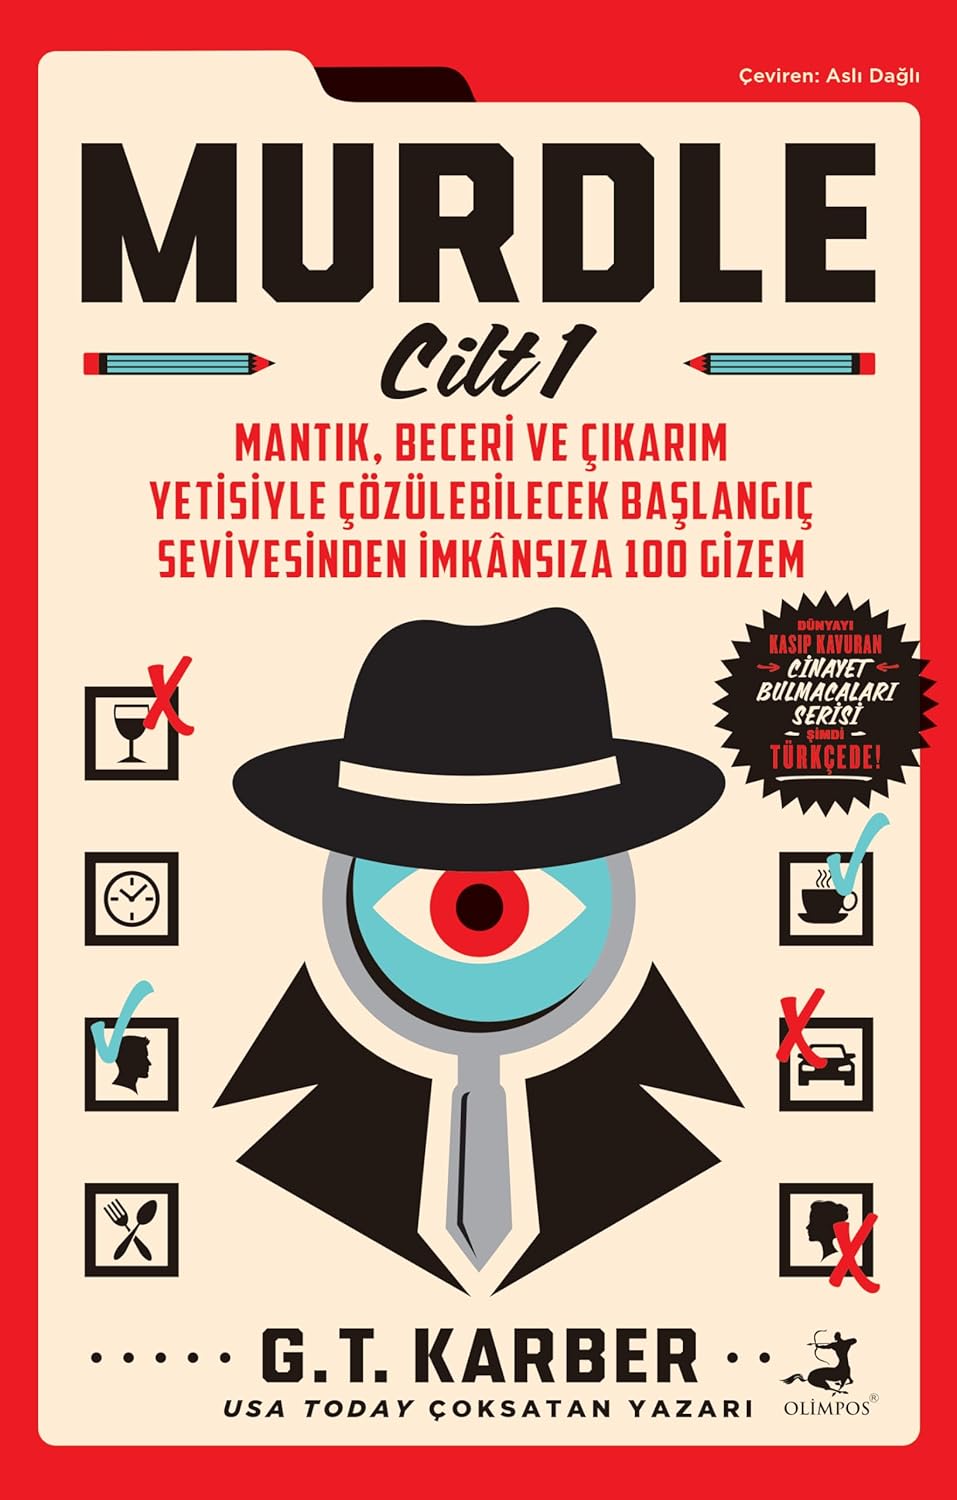 Çeviren: Aslı Dağlı
MURDLE
Cilt 1
MANTIK, BECERİ VE ÇIKARIM
YETİSİYLE ÇÖZÜLEBİLECEK BAŞLANGIÇ
SEVİYESİNDEN İMKÂNSIZA 100 GİZEM
DÜNYAYI
KASIP KAVURAN
CİNAYET
BULMACALARI
SERİSİ
ŞİMDİ
TÜRKÇEDE!
G.T. KARBER
USA TODAY ÇOKSATAN YAZARI
OLİMPOS®